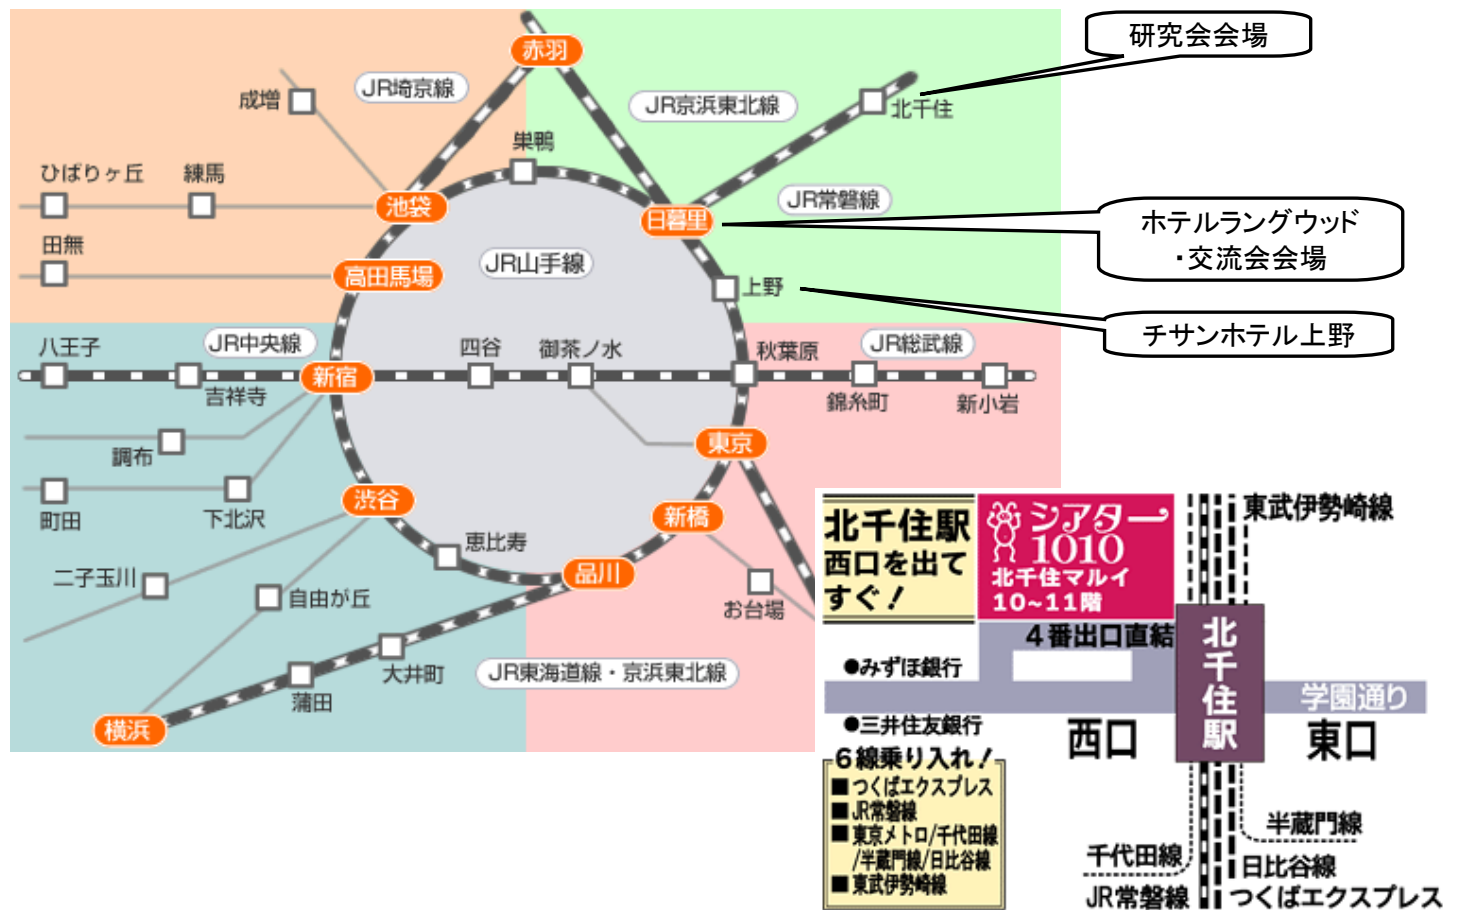 赤羽
研究会会場
成増
JR埼京線
JR京浜東北線
北千住
巣鴨
ひばりヶ丘
練馬
池袋
日暮里
JR常磐線
ホテルラングウッド
・交流会会場
田無
高田馬場
JR山手線
上野
チサンホテル上野
八王子
JR中央線
四谷
御茶ノ水
秋葉原
JR総武線
吉祥寺
新宿
錦糸町
新小岩
調布
東京
町田
下北沢
渋谷
新橋
恵比寿
品川
二子玉川
自由が丘
お台場
大井町
JR東海道線・京浜東北線
蒲田
横浜
北千住駅
西口を出て
すぐ!
シアター
1010
北千住マルイ
10~11階
東武伊勢崎線
4番出口直結
北千住駅
●みずほ銀行
学園通り
●三井住友銀行
西口
東口
6線乗り入れ!
■つくばエクスプレス
■JR常磐線
■東京メトロ/千代田線
/半蔵門線/日比谷線
■東武伊勢崎線
半蔵門線
千代田線
日比谷線
JR常磐線
つくばエクスプレス